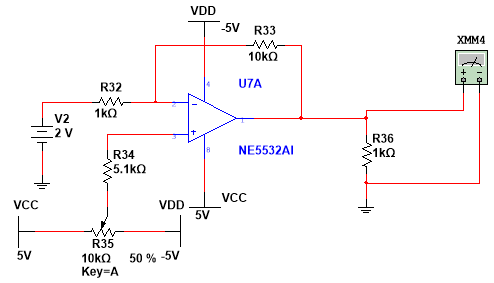 VDD
-5V
R33
10kΩ
XMM4
R32
1kΩ
4
U7A
2
3
1
8
V2
2 V
NE5532AI
R34
5.1kΩ
R36
1kΩ
VCC
5V
VCC
5V
R35
10kΩ
Key=A
50 %
VDD
-5V